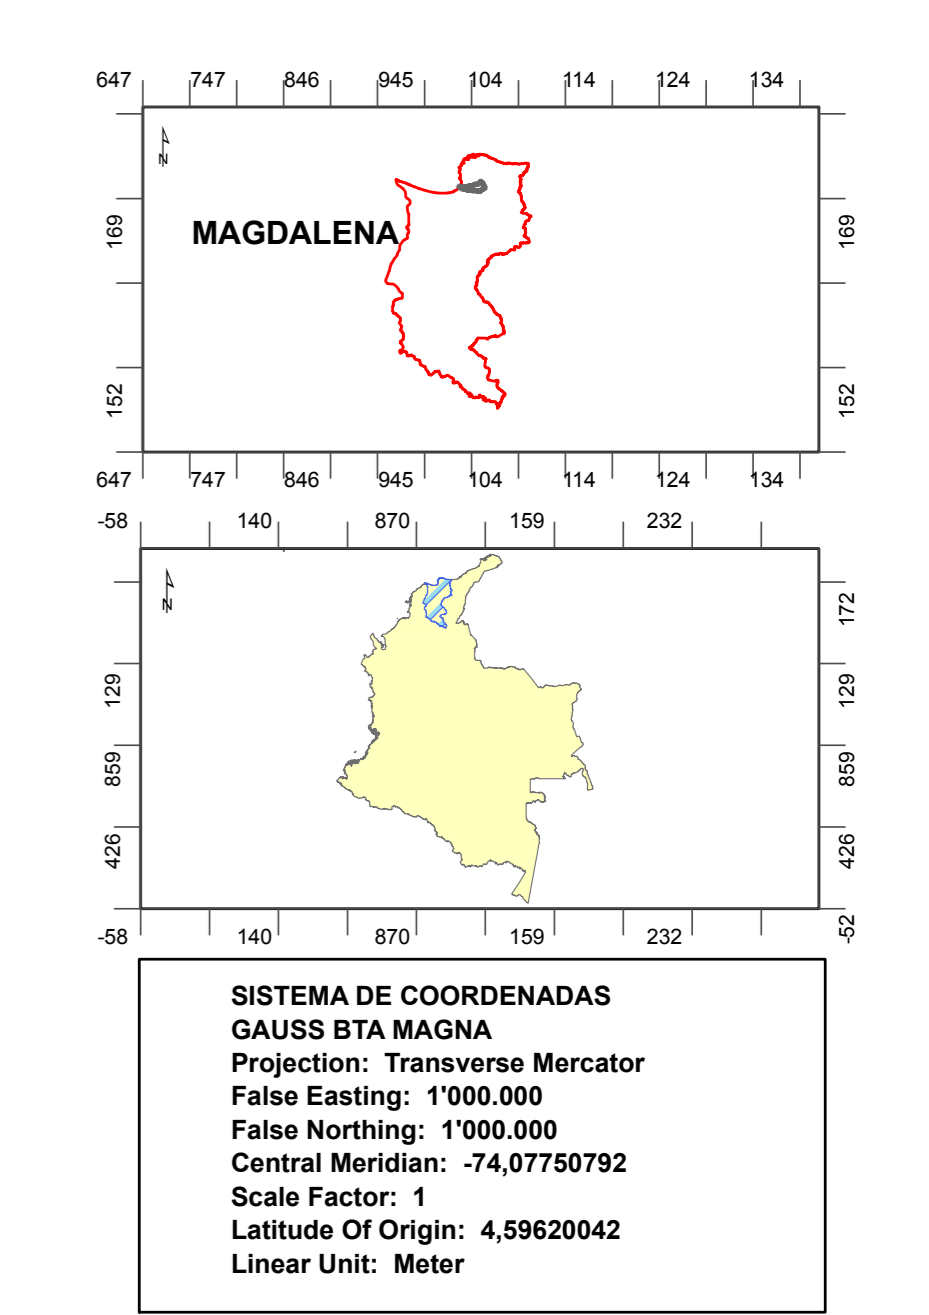 647 747 846 945 104 114 124 134
N
169 169
MAGDALENA
152 152
647 747 846 945 104 114 124 134
-58 140 870 159 232
N
172
129 129
859 859
426 426
-52
-58 140 870 159 232
SISTEMA DE COORDENADAS
GAUSS BTA MAGNA
Projection: Transverse Mercator
False Easting: 1'000.000
False Northing: 1'000.000
Central Meridian: -74,07750792
Scale Factor: 1
Latitude Of Origin: 4,59620042
Linear Unit: Meter